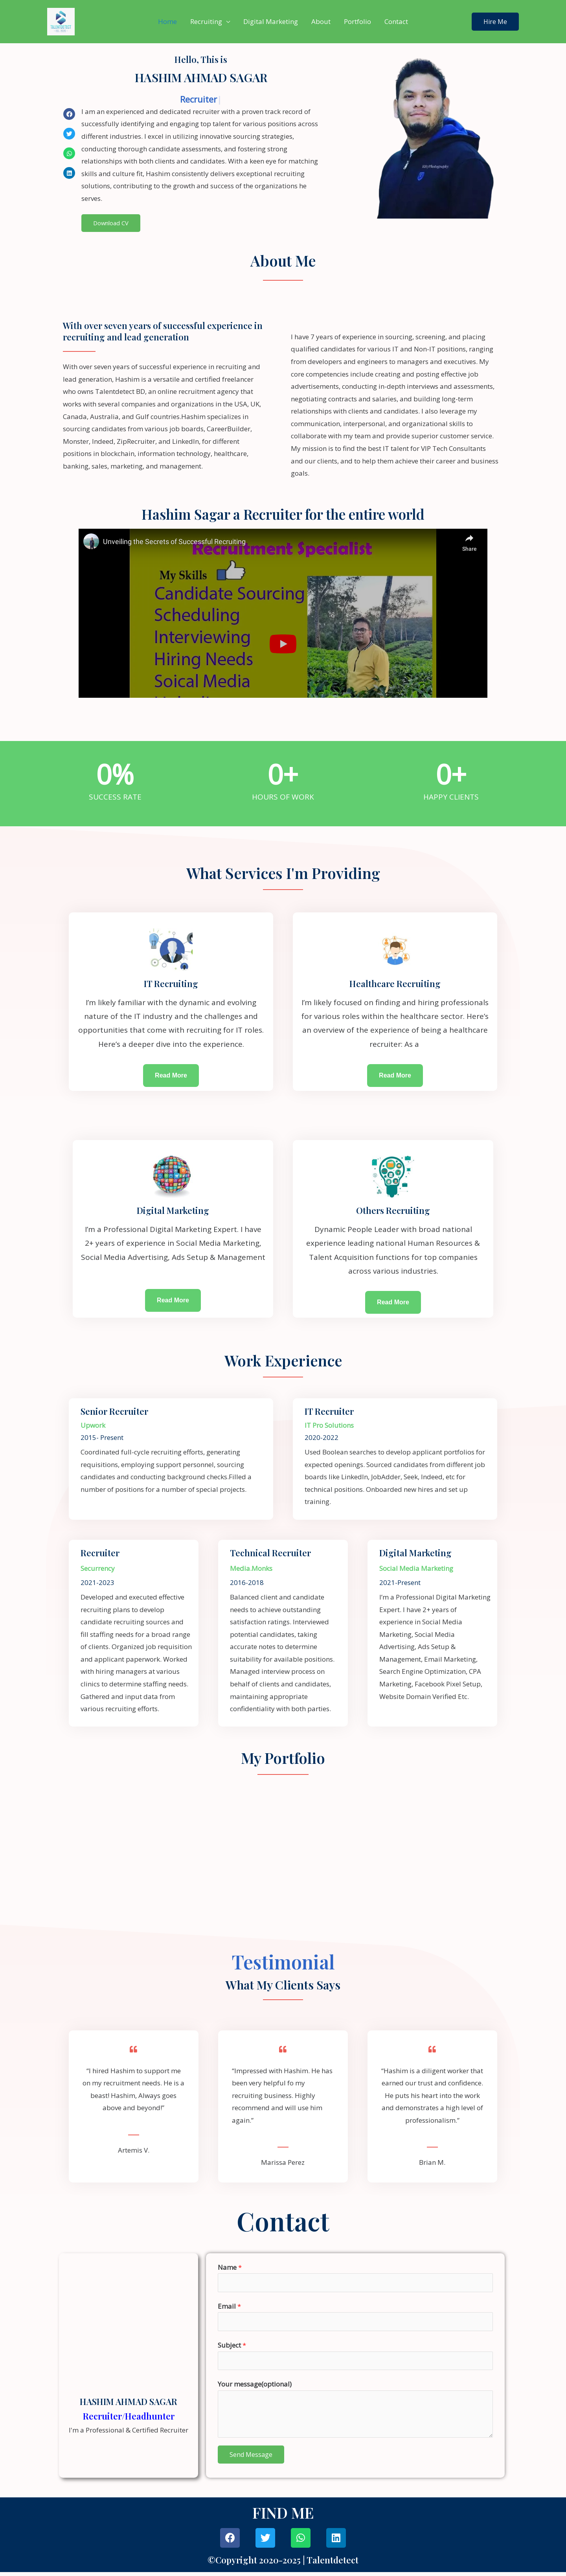 Home Recruiting Digital Marketing About Portfolio Contact Hire Me
Hello, This is
HASHIM AHMAD SAGAR
Recruiter
I am an experienced and dedicated recruiter with a proven track record of
successfully identifying and engaging top talent for various positions across
different industries. I excel in utilizing innovative sourcing strategies,
conducting thorough candidate assessments, and fostering strong
relationships with both clients and candidates. With a keen eye for matching
skills and culture fit, Hashim consistently delivers exceptional recruiting
solutions, contributing to the growth and success of the organizations he
serves.
Download CV
About Me
With over seven years of successful experience in
recruiting and lead generation
With over seven years of successful experience in recruiting and
lead generation, Hashim is a versatile and certified freelancer
who owns Talentdetect BD, an online recruitment agency that
works with several companies and organizations in the USA, UK,
Canada, Australia, and Gulf countries.Hashim specializes in
sourcing candidates from various job boards, CareerBuilder,
Monster, Indeed, ZipRecruiter, and LinkedIn, for different
positions in blockchain, information technology, healthcare,
banking, sales, marketing, and management.
I have 7 years of experience in sourcing, screening, and placing
qualified candidates for various IT and Non-IT positions, ranging
from developers and engineers to managers and executives. My
core competencies include creating and posting effective job
advertisements, conducting in-depth interviews and assessments,
negotiating contracts and salaries, and building long-term
relationships with clients and candidates. I also leverage my
communication, interpersonal, and organizational skills to
collaborate with my team and provide superior customer service.
My mission is to find the best IT talent for VIP Tech Consultants
and our clients, and to help them achieve their career and business
goals.
Hashim Sagar a Recruiter for the entire world
Unveiling the Secrets of Successful Recruiting
Share
Recruitment Specialist
My Skills
Candidate Sourcing
Scheduling
Interviewing
Hiring Needs
Soical Media
0% 0+ 0+
SUCCESS RATE HOURS OF WORK HAPPY CLIENTS
What Services I'm Providing
IT Recruiting
I'm likely familiar with the dynamic and evolving
nature of the IT industry and the challenges and
opportunities that come with recruiting for IT roles.
Here's a deeper dive into the experience.
Read More
Healthcare Recruiting
I'm likely focused on finding and hiring professionals
for various roles within the healthcare sector. Here's
an overview of the experience of being a healthcare
recruiter: As a
Read More
Digital Marketing
I'm a Professional Digital Marketing Expert. I have
2+ years of experience in Social Media Marketing,
Social Media Advertising, Ads Setup & Management
Read More
Others Recruiting
Dynamic People Leader with broad national
experience leading national Human Resources &
Talent Acquisition functions for top companies
across various industries.
Read More
Work Experience
Senior Recruiter
Upwork
2015- Present
Coordinated full-cycle recruiting efforts, generating
requisitions, employing support personnel, sourcing
candidates and conducting background checks.Filled a
number of positions for a number of special projects.
IT Recruiter
IT Pro Solutions
2020-2022
Used Boolean searches to develop applicant portfolios for
expected openings. Sourced candidates from different job
boards like LinkedIn, JobAdder, Seek, Indeed, etc for
technical positions. Onboarded new hires and set up
training.
Recruiter
Securrency
2021-2023
Developed and executed effective
recruiting plans to develop
candidate recruiting sources and
fill staffing needs for a broad range
of clients. Organized job requisition
and applicant paperwork. Worked
with hiring managers at various
clinics to determine staffing needs.
Gathered and input data from
various recruiting efforts.
Technical Recruiter
Media.Monks
2016-2018
Balanced client and candidate
needs to achieve outstanding
satisfaction ratings. Interviewed
potential candidates, taking
accurate notes to determine
suitability for available positions.
Managed interview process on
behalf of clients and candidates,
maintaining appropriate
confidentiality with both parties.
Digital Marketing
Social Media Marketing
2021-Present
I'm a Professional Digital Marketing
Expert. I have 2+ years of
experience in Social Media
Marketing, Social Media
Advertising, Ads Setup &
Management, Email Marketing,
Search Engine Optimization, CPA
Marketing, Facebook Pixel Setup,
Website Domain Verified Etc.
My Portfolio
Testimonial
What My Clients Says
"I hired Hashim to support me
on my recruitment needs. He is a
beast! Hashim, Always goes
above and beyond!"
Artemis V.
"Impressed with Hashim. He has
been very helpful fo my
recruiting business. Highly
recommend and will use him
again."
Marissa Perez
"Hashim is a diligent worker that
earned our trust and confidence.
He puts his heart into the work
and demonstrates a high level of
professionalism."
Brian M.
Contact
HASHIM AHMAD SAGAR
Recruiter/Headhunter
I'm a Professional & Certified Recruiter
Name *
Email *
Subject *
Your message(optional)
Send Message
FIND ME
©Copyright 2020-2025 | Talentdetect